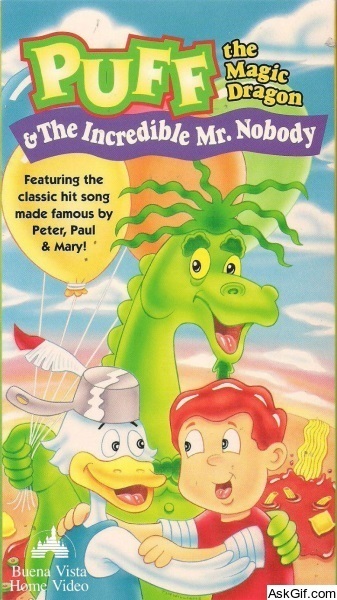 PUFF
the
Magic
Dragon
& The Incredible Mr. Nobody
Featuring the
classic hit song
made famous by
Peter, Paul
& Mary!
Buena Vista
Home Video
AskGif.com